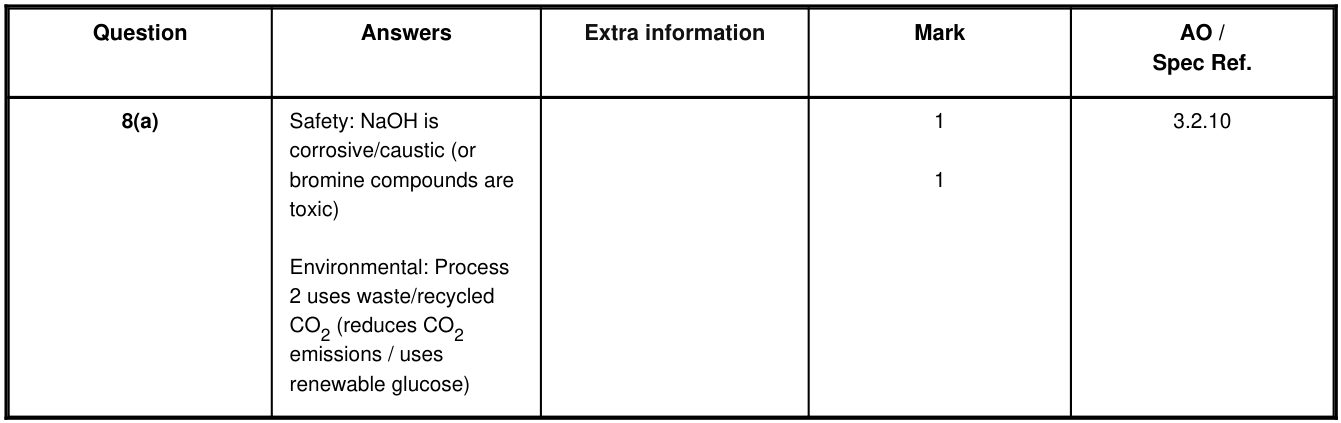 Question Answers Extra information Mark AO /
Spec Ref.
8(a) Safety: NaOH is 1 3.2.10
corrosive/caustic (or
bromine compounds are 1
toxic)
Environmental: Process
2 uses waste/recycled
CO2 (reduces CO2
emissions / uses
renewable glucose)